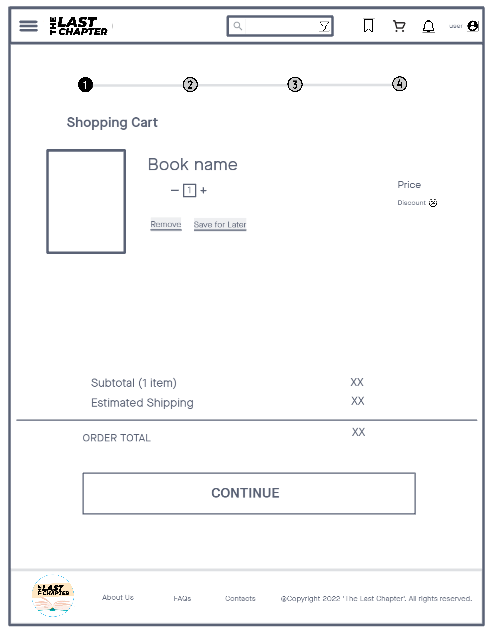 THE LAST CHAPTER
user
1 2 3 4
Shopping Cart
Book name
− 1 +
Price
Discount
Remove Save for Later
Subtotal (1 item) XX
Estimated Shipping XX
ORDER TOTAL XX
CONTINUE
THE LAST CHAPTER
About Us FAQs Contacts @Copyright 2022 'The Last Chapter'. All rights reserved.